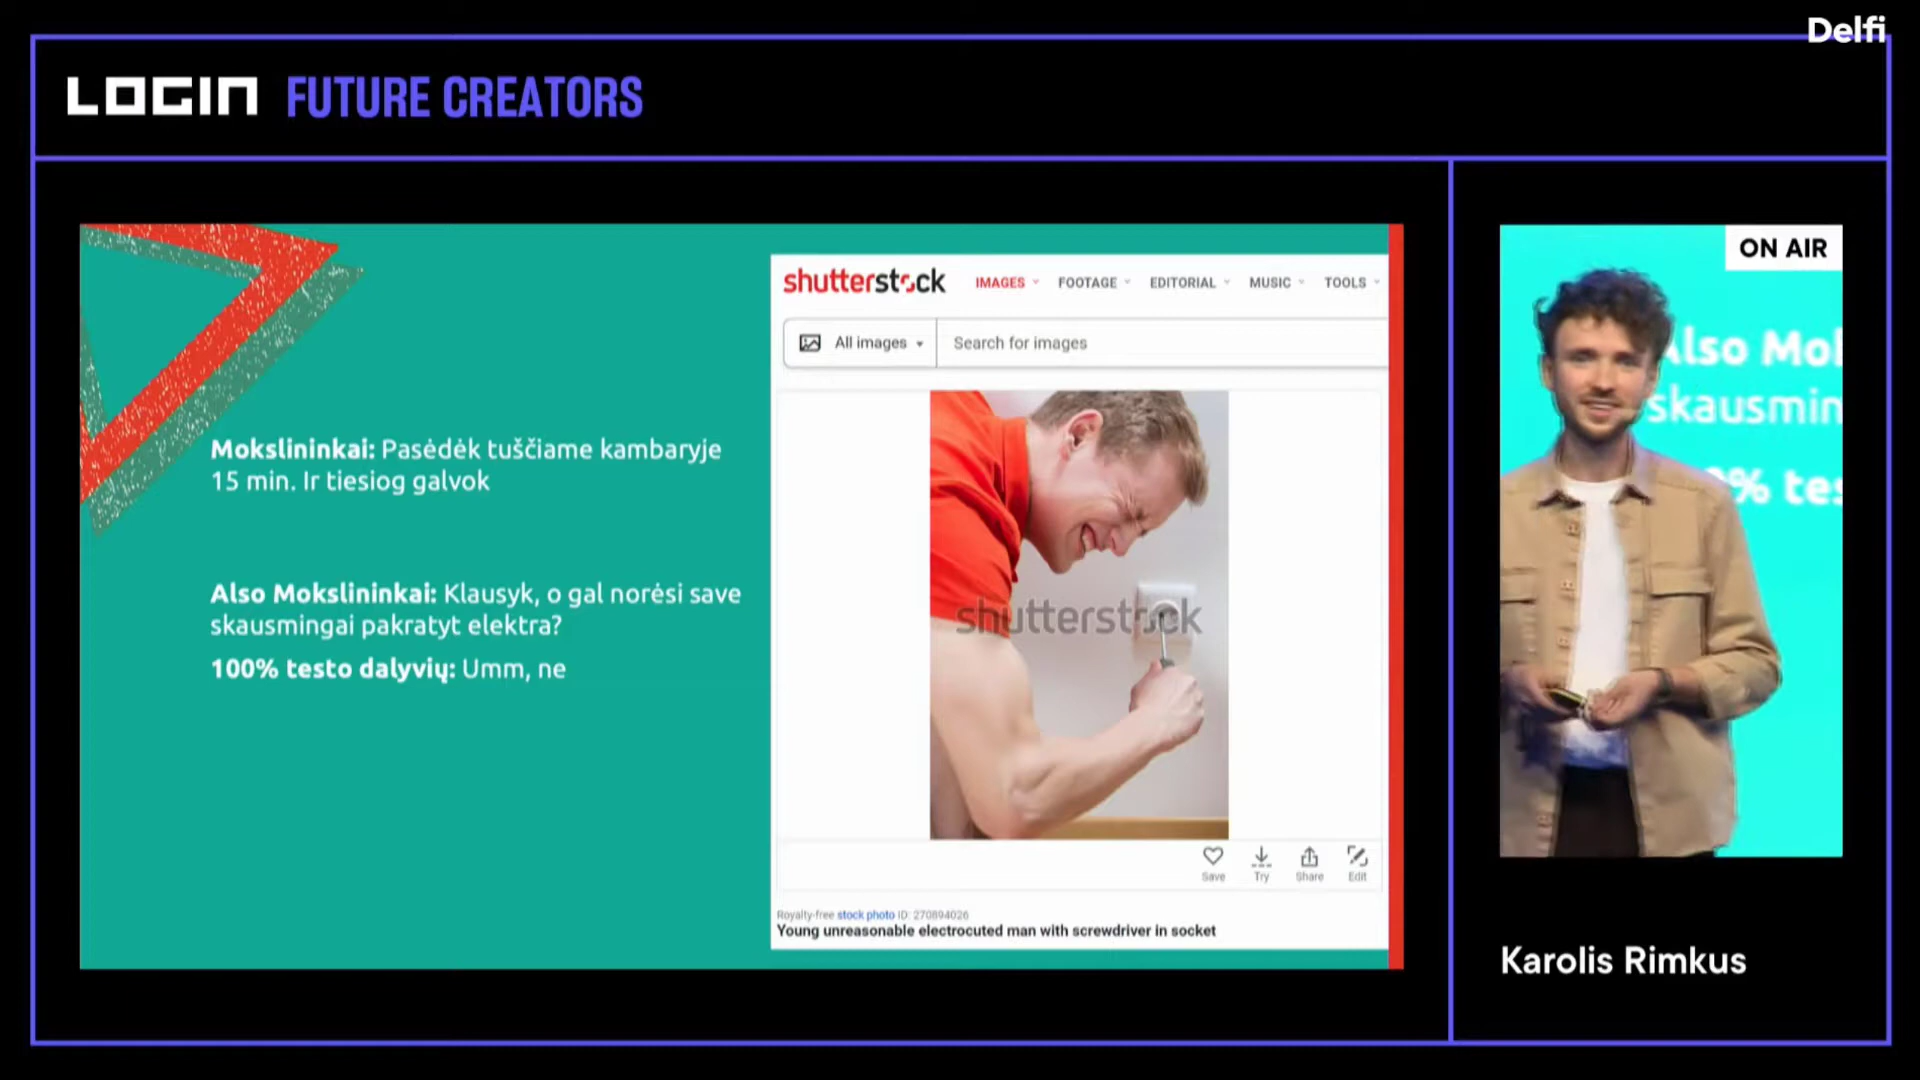 Delfi
LOGIN FUTURE CREATORS
Mokslininkai: Pasėdėk tuščiame kambaryje
15 min. Ir tiesiog galvok
Also Mokslininkai: Klausyk, o gal norėsi save
skausmingai pakratyt elektra?
100% testo dalyvių: Umm, ne
shutterstock IMAGES FOOTAGE EDITORIAL MUSIC TOOLS
All images Search for images
shutterstock
Save Try Share Edit
Royalty-free stock photo ID: 270894026
Young unreasonable electrocuted man with screwdriver in socket
ON AIR
Also Mok
skausmin
% tes
Karolis Rimkus